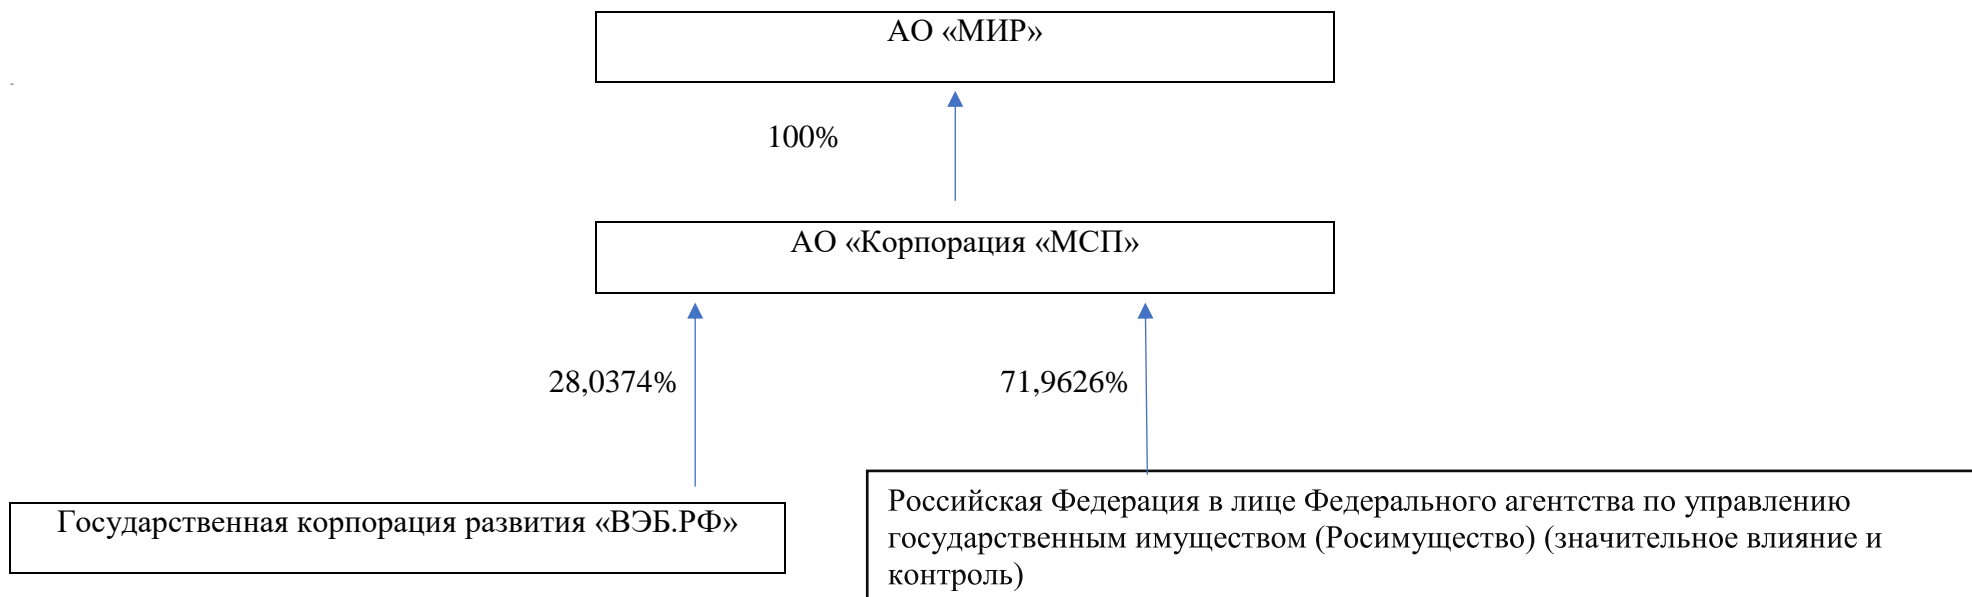 АО «МИР»
100%
АО «Корпорация «МСП»
28,0374%
71,9626%
Государственная корпорация развития «ВЭБ.РФ»
Российская Федерация в лице Федерального агентства по управлению
государственным имуществом (Росимущество) (значительное влияние и
контроль)